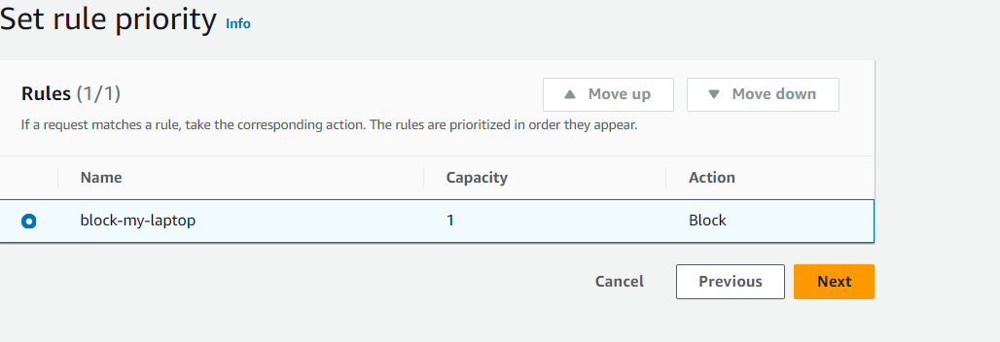 Set rule priority Info
Rules (1/1)
Move up
Move down
If a request matches a rule, take the corresponding action. The rules are prioritized in order they appear.
Name Capacity Action
block-my-laptop 1 Block
Cancel Previous Next